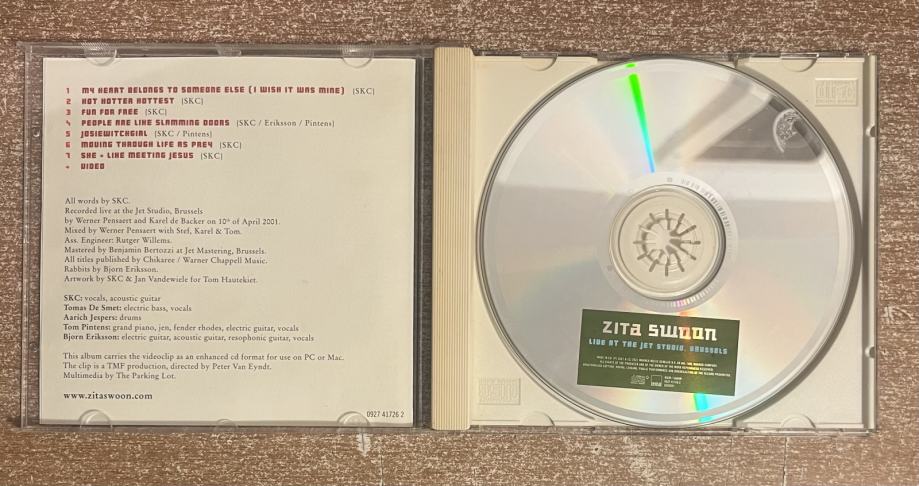 1 MY HEART BELONGS TO SOMEONE ELSE (I WISH IT WAS MINE) (SKC)
2 HOT HOTTER HOTTEST (SKC)
3 FUN FOR FREE (SKC)
4 PEOPLE ARE LIKE SLAMMING DOORS (SKC / Eriksson / Pintens)
5 JOSIEWITCHGIRL (SKC / Pintens)
6 MOVING THROUGH LIFE AS PREY (SKC)
7 SHE = LIKE MEETING JESUS (SKC)
+ VIDEO
All words by SKC.
Recorded live at the Jet Studio, Brussels
by Werner Pensaert and Karel de Backer on 10th of April 2001.
Mixed by Werner Pensaert with Stef, Karel & Tom.
Ass. Engineer: Rutger Willems.
Mastered by Benjamin Bertozzi at Jet Mastering, Brussels.
All titles published by Chikaree / Warner Chappell Music.
Rabbits by Bjorn Eriksson.
Artwork by SKC & Jan Vandewiele for Tom Hautekiet.
SKC: vocals, acoustic guitar
Tomas De Smet: electric bass, vocals
Aarich Jespers: drums
Tom Pintens: grand piano, jen, fender rhodes, electric guitar, vocals
Bjorn Eriksson: electric guitar, acoustic guitar, resophonic guitar, vocals
This album carries the videoclip as an enhanced cd format for use on PC or Mac.
The clip is a TMF production, directed by Peter Van Eyndt.
Multimedia by The Parking Lot.
www.zitaswoon.com
0927 41726 2
ZITA SWOON
LIVE AT THE JET STUDIO, BRUSSELS